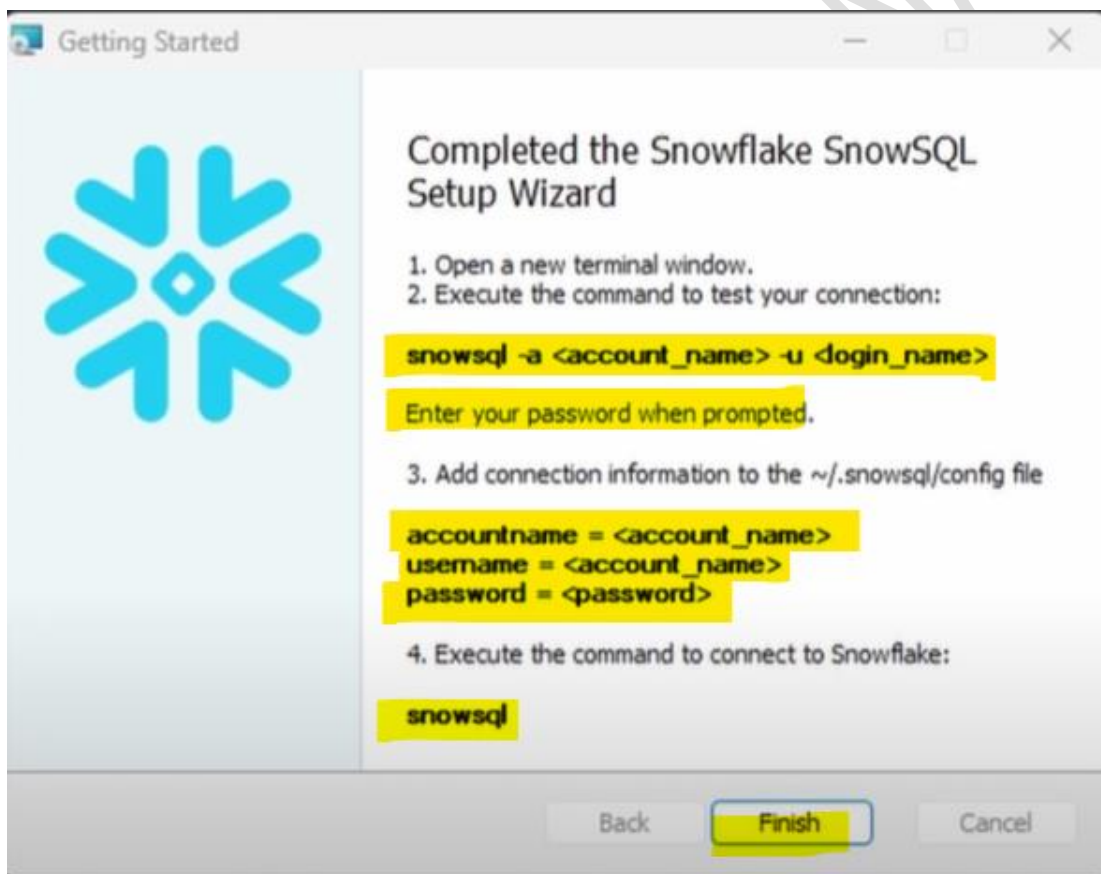 Getting Started
Completed the Snowflake SnowSQL
Setup Wizard
1. Open a new terminal window.
2. Execute the command to test your connection:
snowsql -a <account_name> -u <login_name>
Enter your password when prompted.
3. Add connection information to the ~/.snowsql/config file
accountname = <account_name>
username = <account_name>
password = <password>
4. Execute the command to connect to Snowflake:
snowsql
Back Finish Cancel